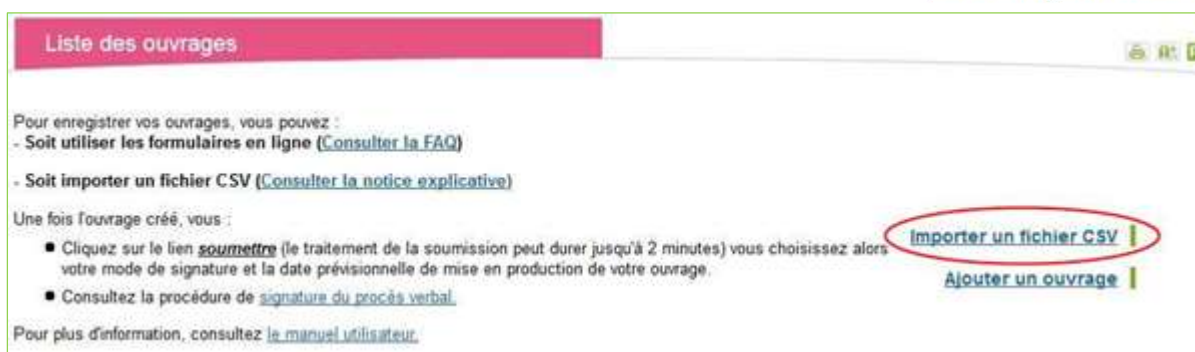 Liste des ouvrages
Pour enregistrer vos ouvrages, vous pouvez :
- Soit utiliser les formulaires en ligne (Consulter la FAQ)
- Soit importer un fichier CSV (Consulter la notice explicative)
Une fois l'ouvrage créé, vous :
● Cliquez sur le lien soumettre (le traitement de la soumission peut durer jusqu'à 2 minutes) vous choisissez alors
votre mode de signature et la date prévisionnelle de mise en production de votre ouvrage.
● Consultez la procédure de signature du procès verbal.
Pour plus d'information, consultez le manuel utilisateur.
Importer un fichier CSV
Ajouter un ouvrage